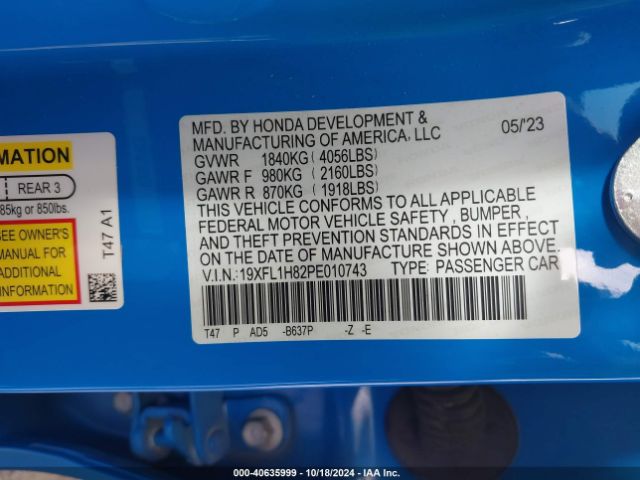 MFD. BY HONDA DEVELOPMENT &
MANUFACTURING OF AMERICA, LLC 05/'23
GVWR 1840KG (4056LBS)
GAWR F 980KG (2160LBS)
GAWR R 870KG (1918LBS)
THIS VEHICLE CONFORMS TO ALL APPLICABLE
FEDERAL MOTOR VEHICLE SAFETY , BUMPER ,
AND THEFT PREVENTION STANDARDS IN EFFECT
ON THE DATE OF MANUFACTURE SHOWN ABOVE.
V.I.N.: 19XFL1H82PE010743 TYPE: PASSENGER CAR
T47 P AD5 -B637P -Z -E
REAR 3
85kg or 850lbs.
SEE OWNER'S
MANUAL FOR
ADDITIONAL
T47 A1
000-40635999 - 10/18/2024 - IAA Inc.